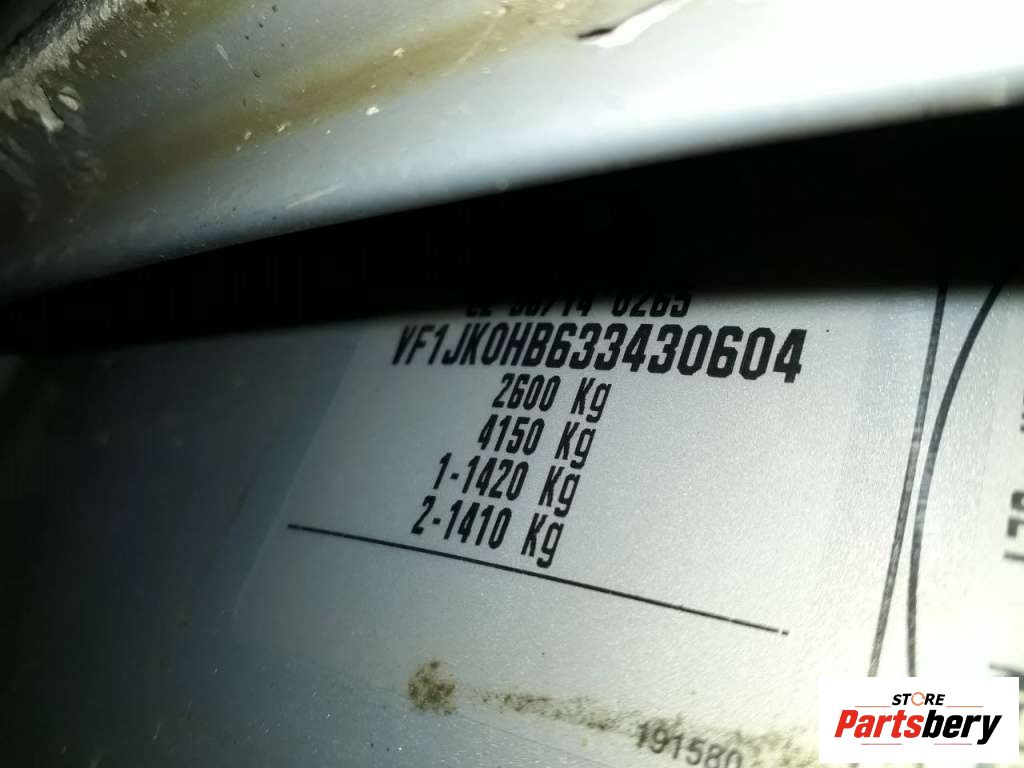 VF1JK0HB633430604
2600 Kg
4150 Kg
1-1420 Kg
2-1410 Kg
191580
STORE
Partsbery